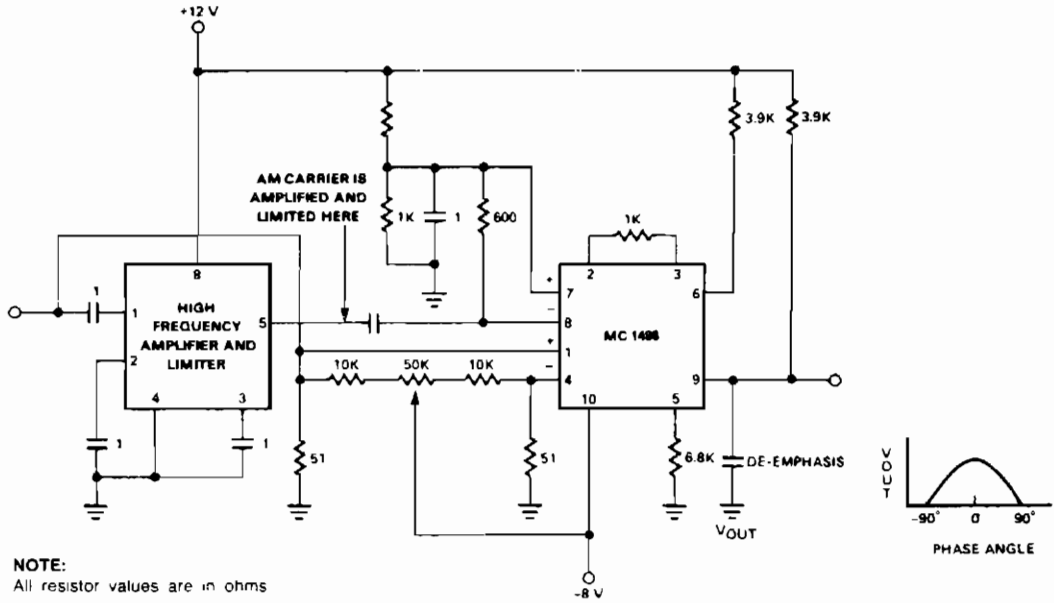 +12 V
3.9K
3.9K
AM CARRIER IS
AMPLIFIED AND
LIMITED HERE
1K
1
600
1K
8
2
3
1
1
HIGH
FREQUENCY
AMPLIFIER AND
LIMITER
5
+
7
6
−
8
MC 1496
2
+
1
10K
50K
10K
−
4
9
4
3
10
5
1
1
51
51
6.8K
DE-EMPHASIS
VOUT
VOUT
−90°
0
90°
PHASE ANGLE
NOTE:
All resistor values are in ohms
-8 V